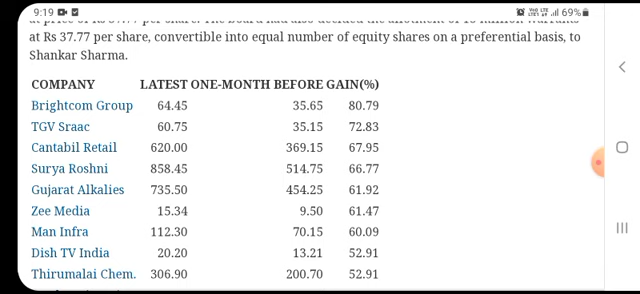 9:19
Vo) LTE
LTE1
69%
at Rs 37.77 per share, convertible into equal number of equity shares on a preferential basis, to
Shankar Sharma.
COMPANY LATEST ONE-MONTH BEFORE GAIN(%)
Brightcom Group 64.45 35.65 80.79
TGV Sraac 60.75 35.15 72.83
Cantabil Retail 620.00 369.15 67.95
Surya Roshni 858.45 514.75 66.77
Gujarat Alkalies 735.50 454.25 61.92
Zee Media 15.34 9.50 61.47
Man Infra 112.30 70.15 60.09
Dish TV India 20.20 13.21 52.91
Thirumalai Chem. 306.90 200.70 52.91